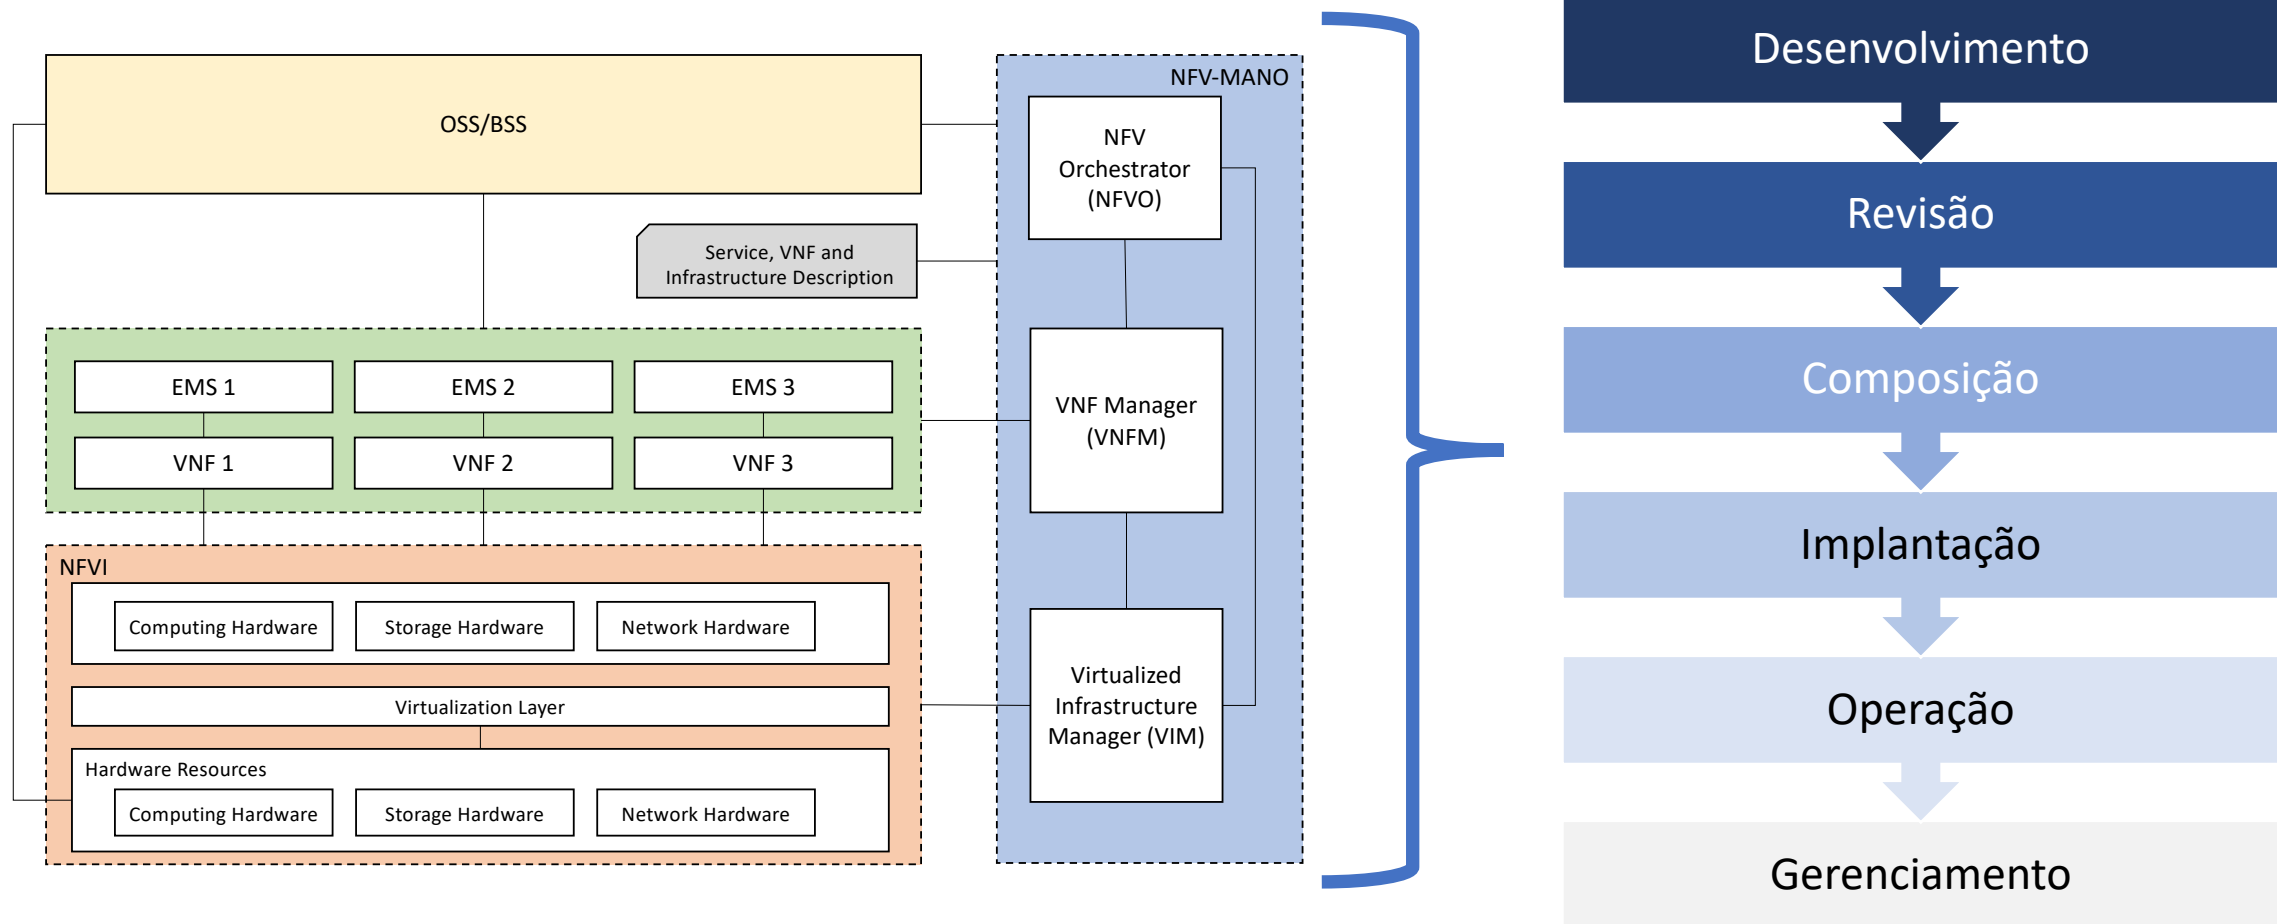 OSS/BSS
Service, VNF and
Infrastructure Description
EMS 1
EMS 2
EMS 3
VNF 1
VNF 2
VNF 3
NFVI
Computing Hardware
Storage Hardware
Network Hardware
Virtualization Layer
Hardware Resources
Computing Hardware
Storage Hardware
Network Hardware
NFV-MANO
NFV
Orchestrator
(NFVO)
VNF Manager
(VNFM)
Virtualized
Infrastructure
Manager (VIM)
Desenvolvimento
Revisão
Composição
Implantação
Operação
Gerenciamento